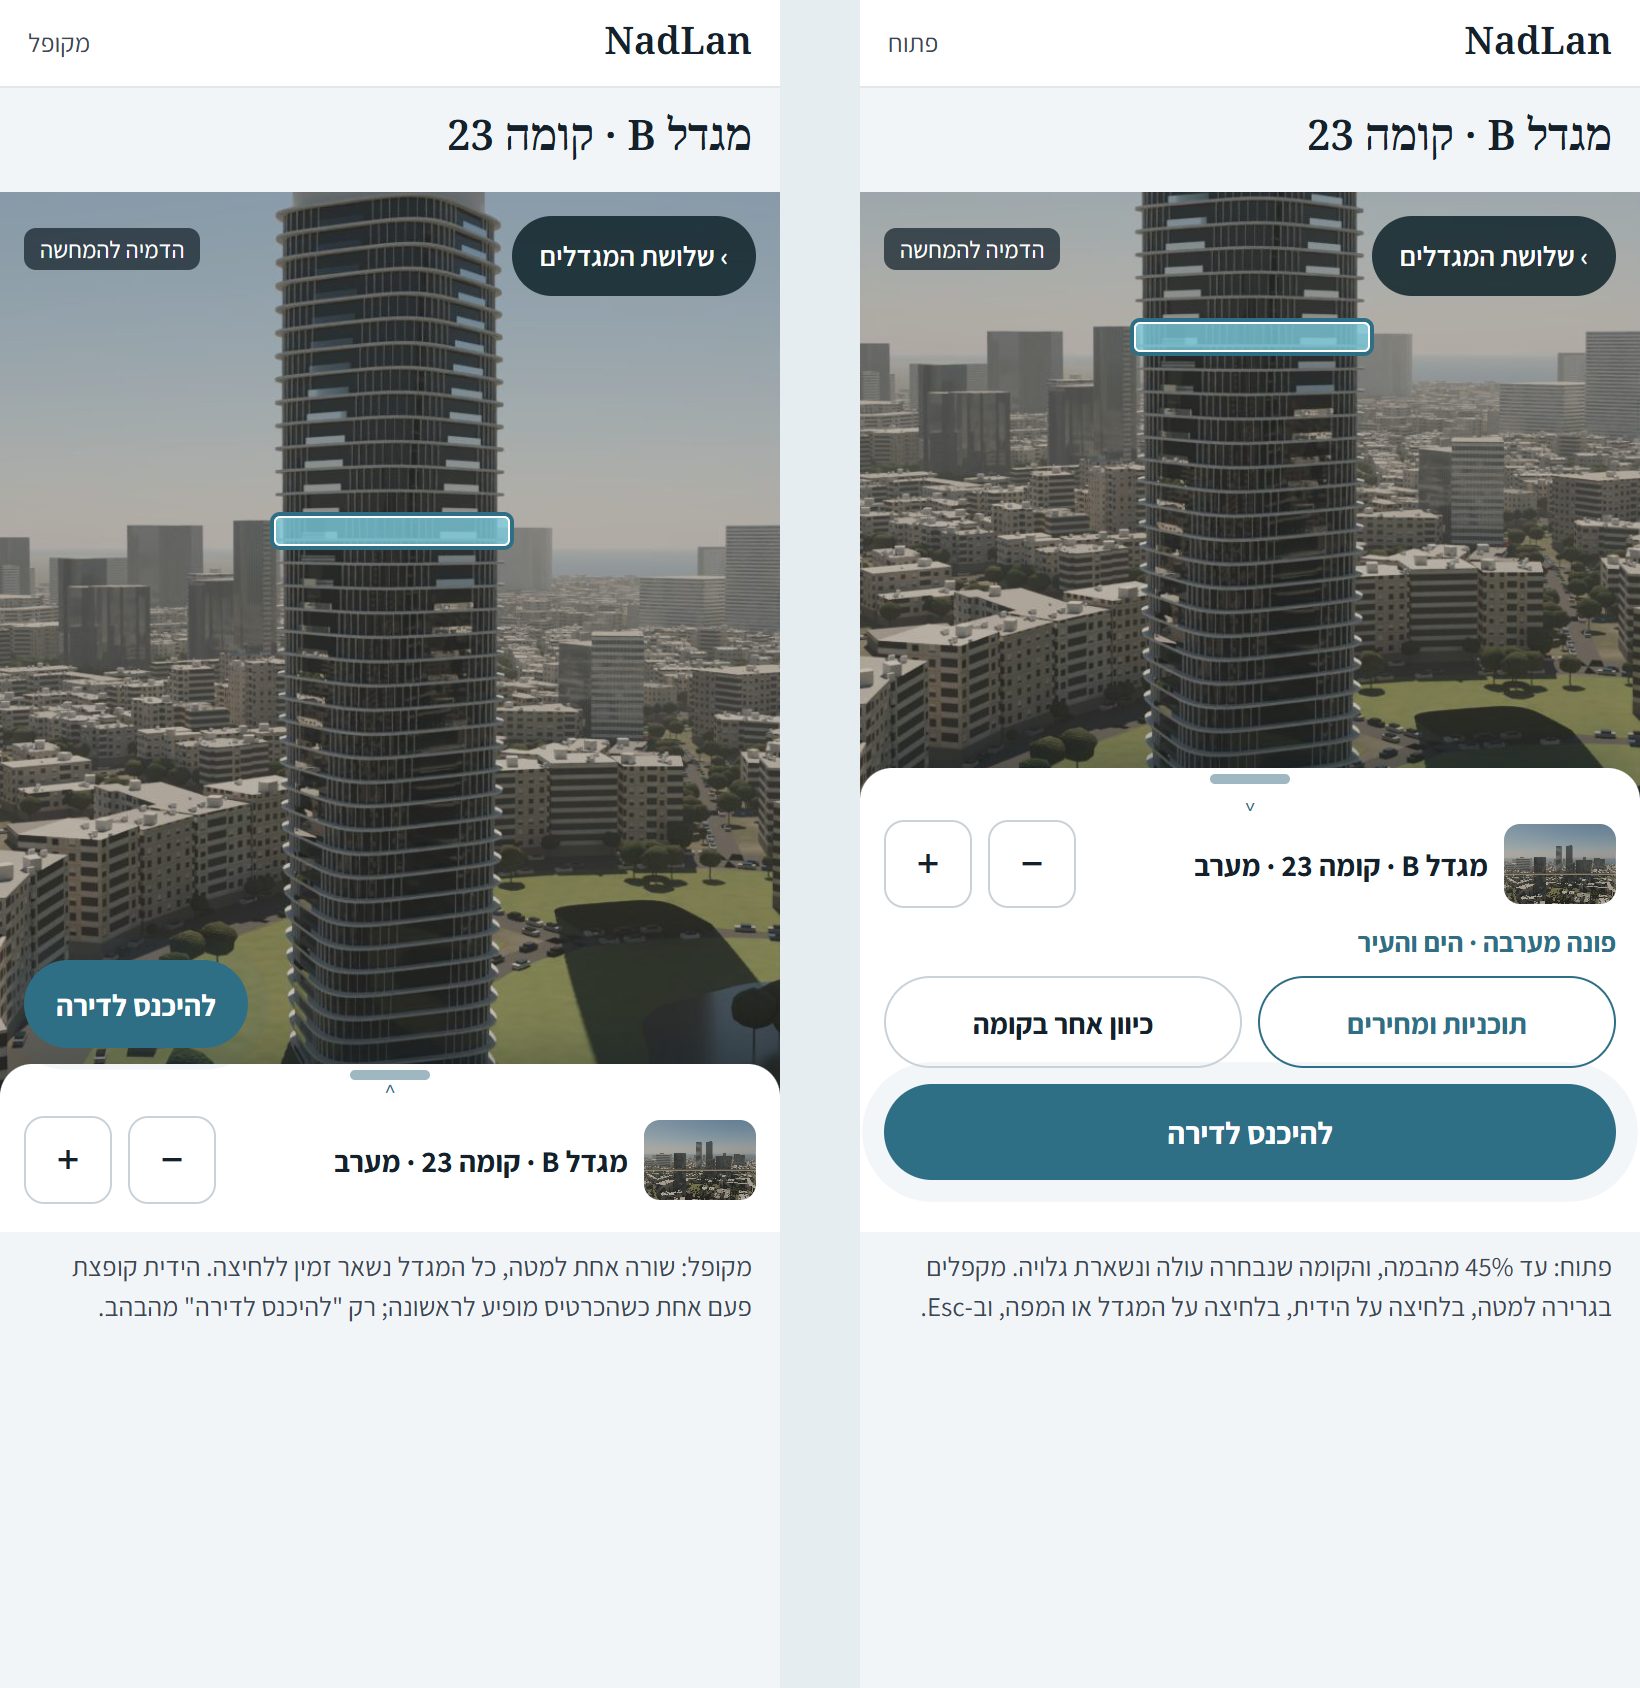 NadLan
פתוח
מגדל B · קומה 23
‹ שלושת המגדלים
הדמיה להמחשה
˅
מגדל B · קומה 23 · מערב
−
+
פונה מערבה · הים והעיר
תוכניות ומחירים
כיוון אחר בקומה
להיכנס לדירה
פתוח: עד 45% מהבמה, והקומה שנבחרה עולה ונשארת גלויה. מקפלים
בגרירה למטה, בלחיצה על הידית, בלחיצה על המגדל או המפה, וב-Esc.
NadLan
מקופל
מגדל B · קומה 23
‹ שלושת המגדלים
הדמיה להמחשה
להיכנס לדירה
^
מגדל B · קומה 23 · מערב
−
+
מקופל: שורה אחת למטה, כל המגדל נשאר זמין ללחיצה. הידית קופצת
פעם אחת כשהכרטיס מופיע לראשונה; רק "להיכנס לדירה" מהבהב.